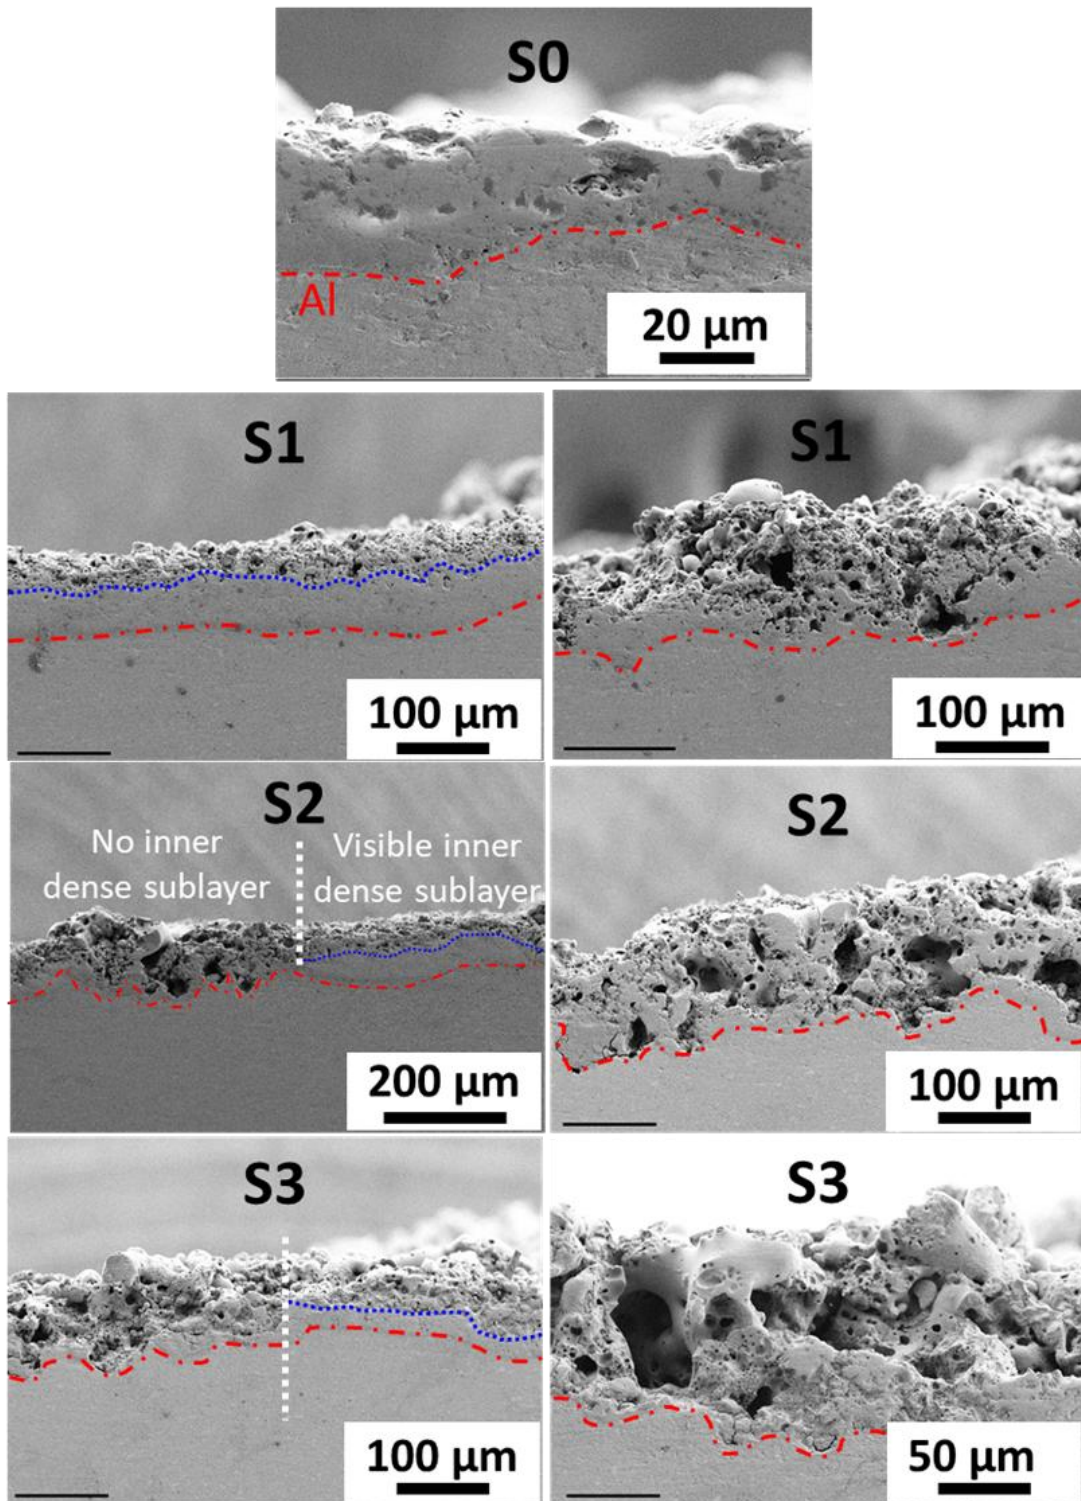 S0
Al
20 µm
S1
100 µm
S1
100 µm
S2
No inner
dense sublayer
Visible inner
dense sublayer
200 µm
S2
100 µm
S3
100 µm
S3
50 µm